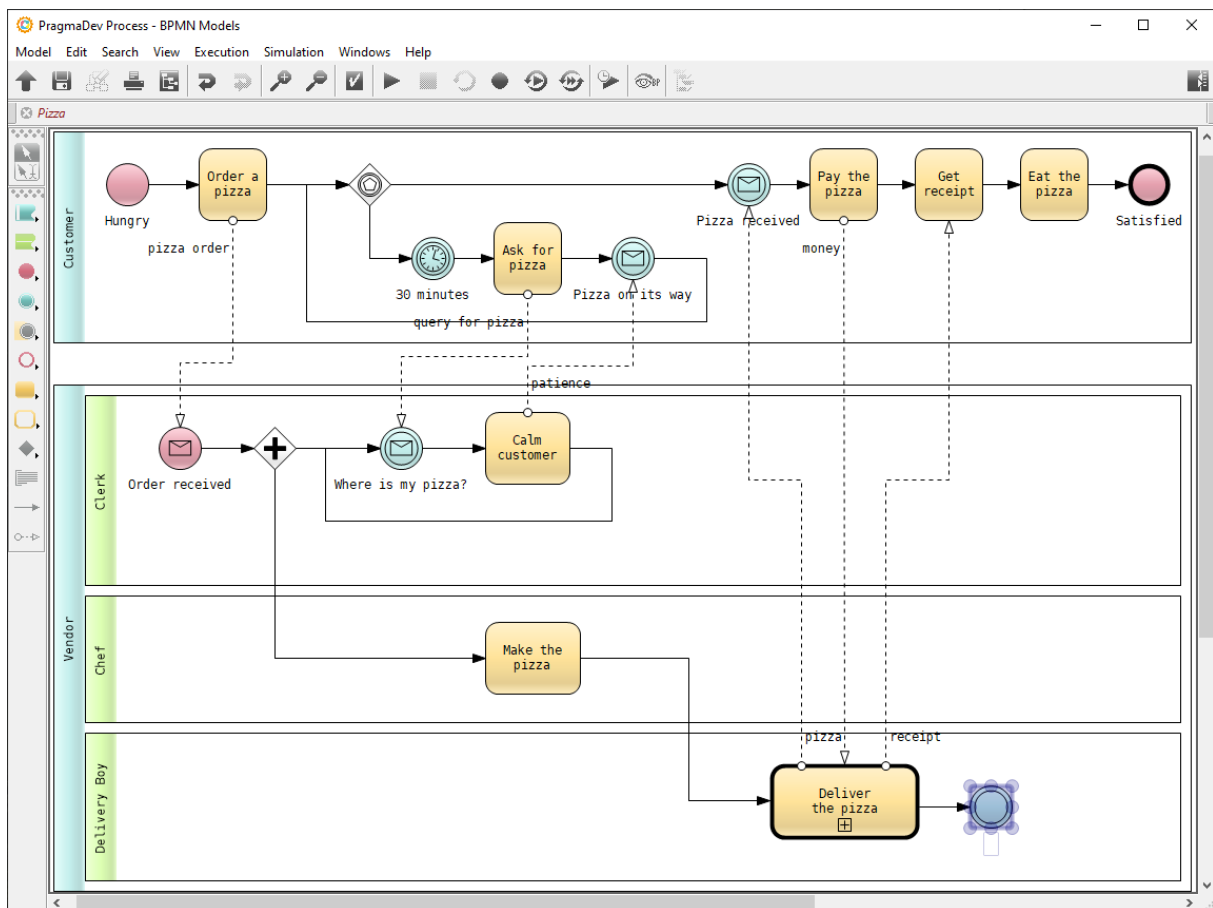 PragmaDev Process - BPMN Models
Model Edit Search View Execution Simulation Windows Help
BP
Pizza
Customer
Hungry
Order a
pizza
pizza order
30 minutes
Ask for
pizza
query for pizza
Pizza on its way
Pizza received
Pay the
pizza
money
Get
receipt
Eat the
pizza
Satisfied
patience
Vendor
Clerk
Order received
Where is my pizza?
Calm
customer
Chef
Make the
pizza
Delivery Boy
pizza
receipt
Deliver
the pizza